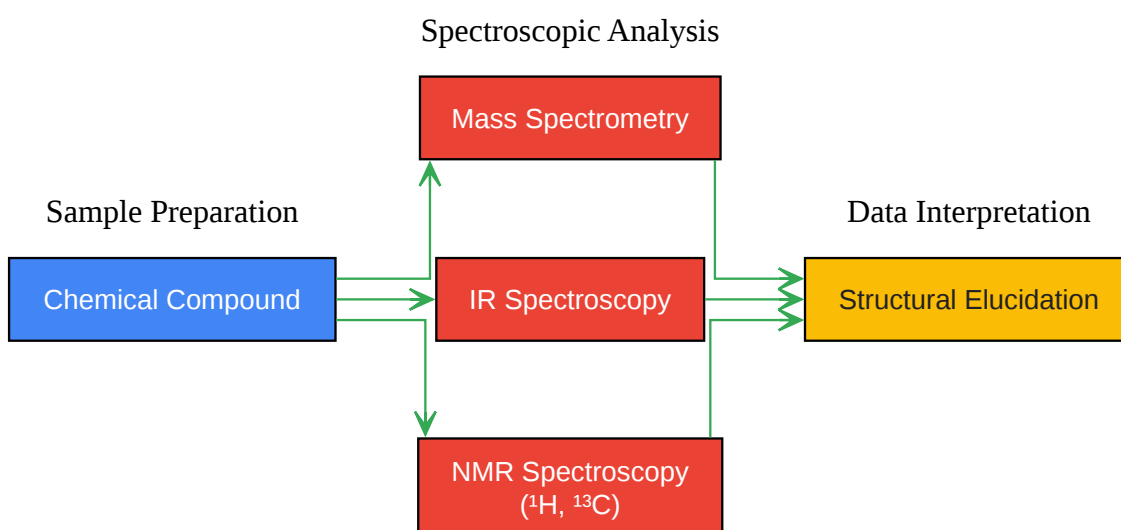 Spectroscopic Analysis
Mass Spectrometry
Sample Preparation
Data Interpretation
Chemical Compound
IR Spectroscopy
Structural Elucidation
NMR Spectroscopy
(¹H, ¹³C)